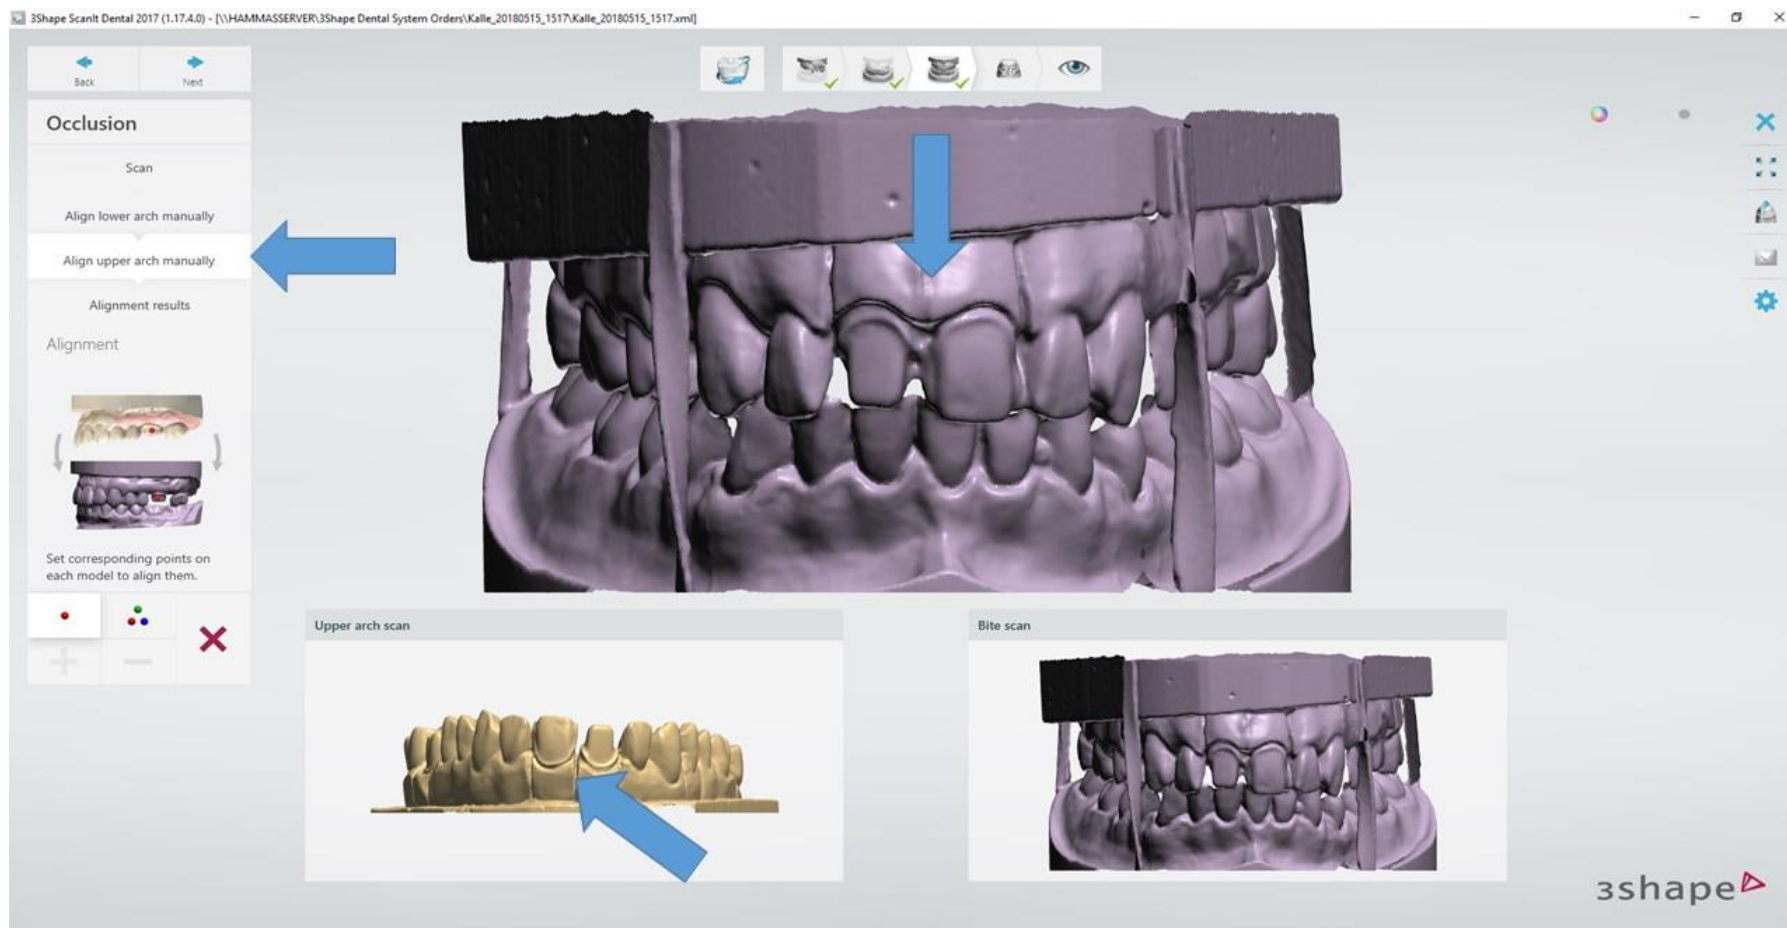 3Shape ScanIt Dental 2017 (1.17.4.0) - [\\HAMMASSERVER\3Shape Dental System Orders\Kalle_20180515_1517\Kalle_20180515_1517.xml]
Back
Next
Occlusion
Scan
Align lower arch manually
Align upper arch manually
Alignment results
Alignment
Set corresponding points on
each model to align them.
Upper arch scan
Bite scan
3shape